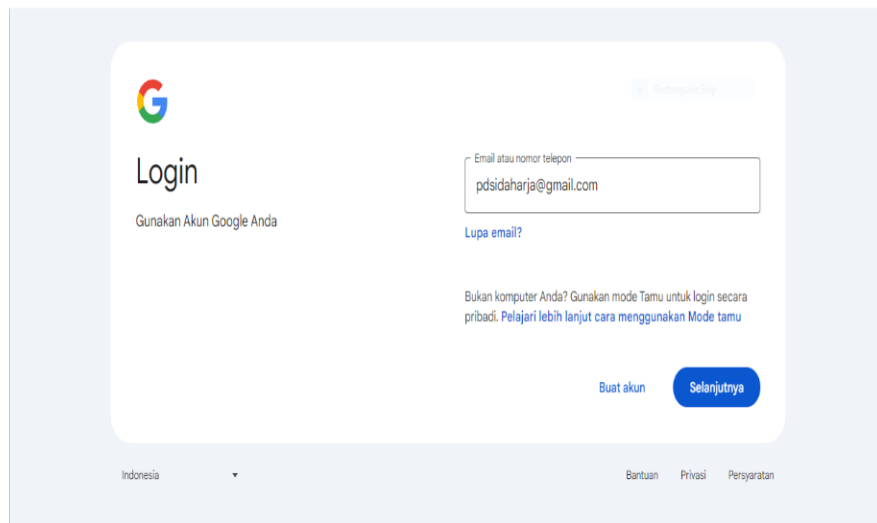 Login
Gunakan Akun Google Anda
Email atau nomor telepon
pdsidaharja@gmail.com
Lupa email?
Bukan komputer Anda? Gunakan mode Tamu untuk login secara
pribadi. Pelajari lebih lanjut cara menggunakan Mode tamu
Buat akun
Selanjutnya
Indonesia
Bantuan
Privasi
Persyaratan